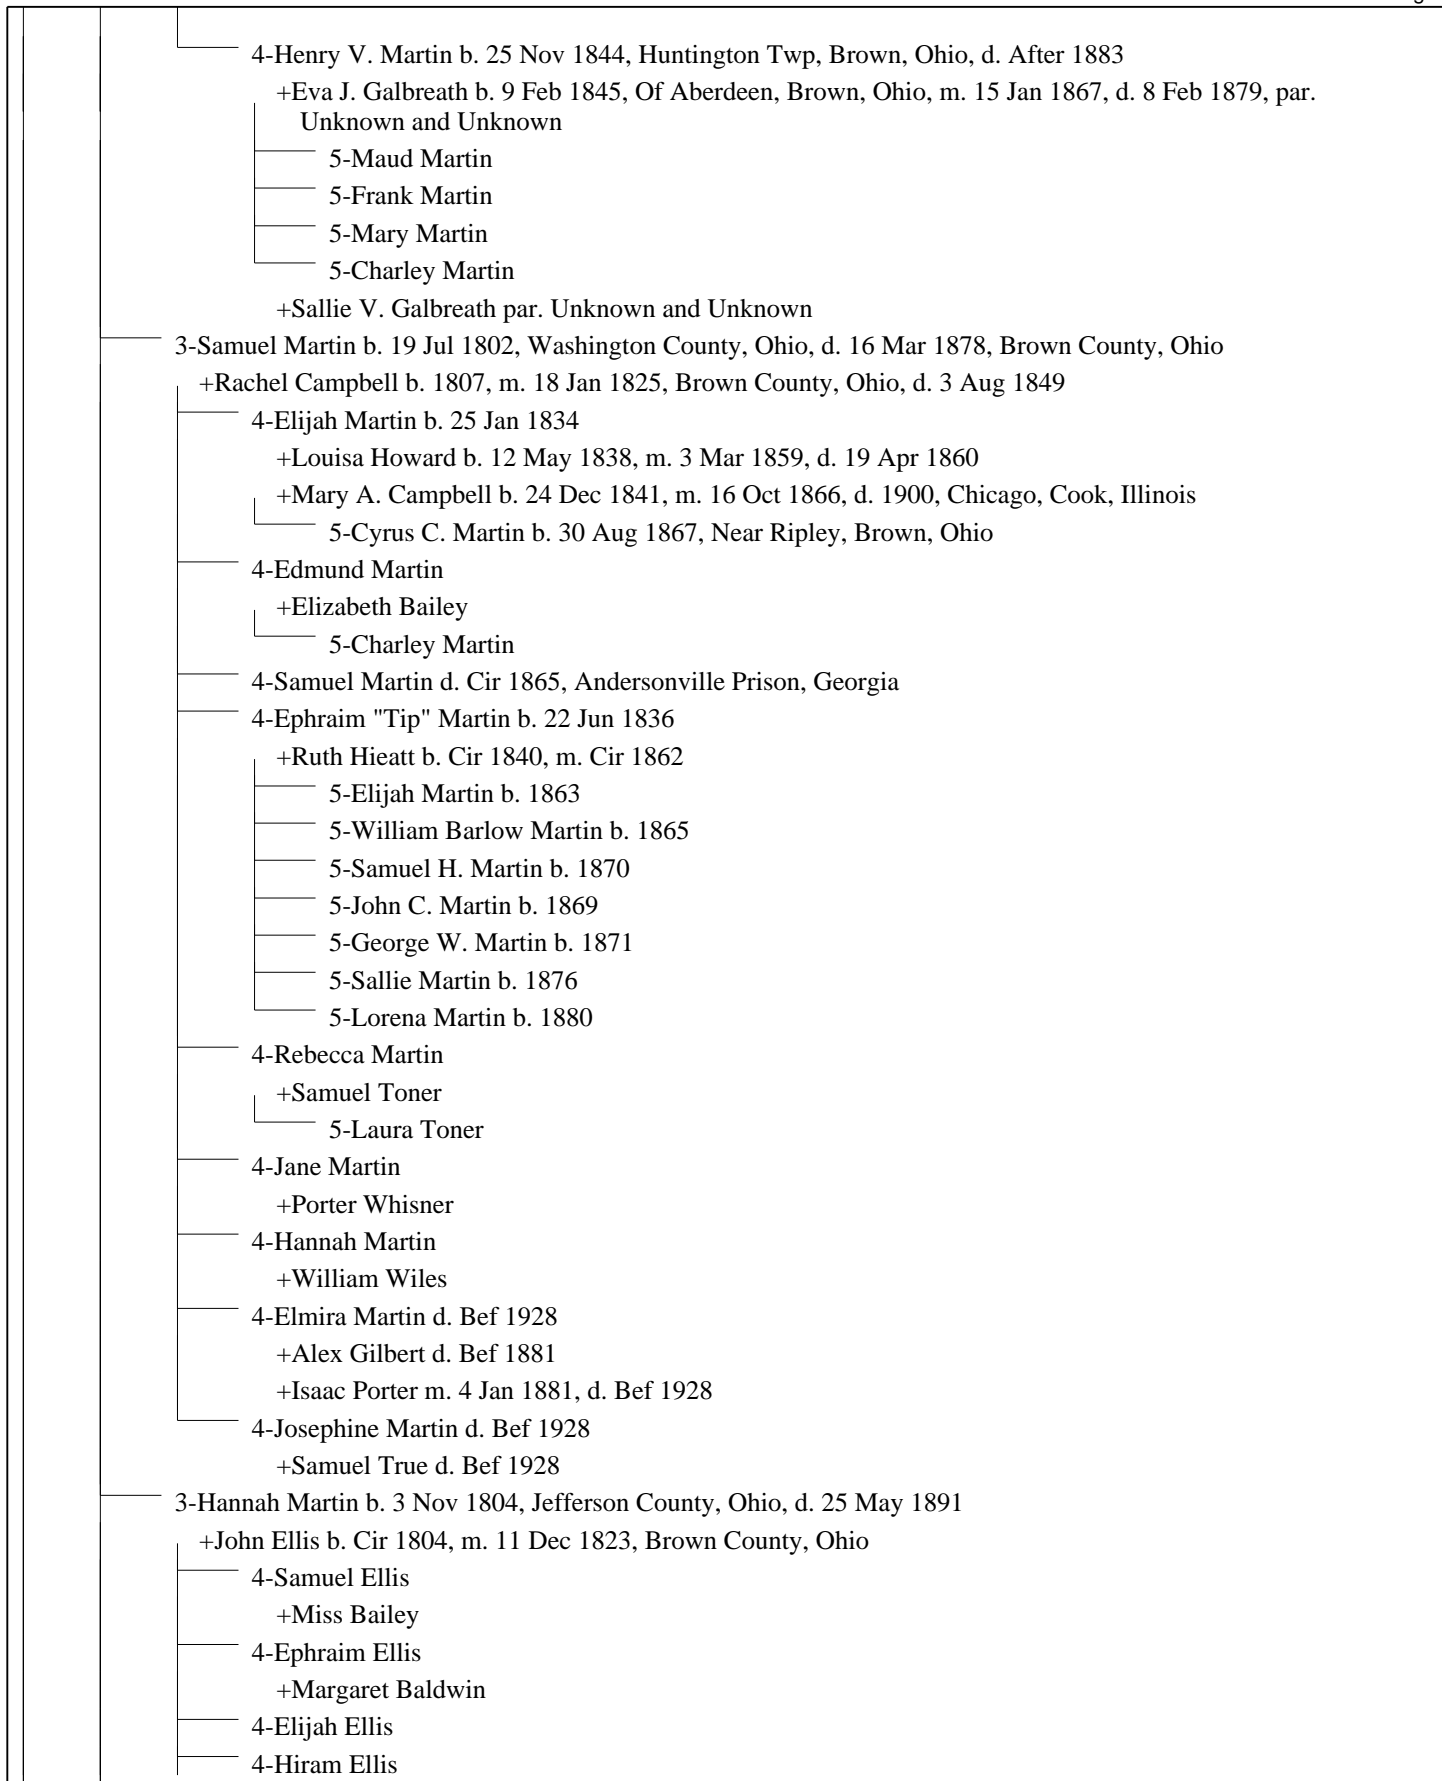 4-Henry V. Martin b. 25 Nov 1844, Huntington Twp, Brown, Ohio, d. After 1883
+Eva J. Galbreath b. 9 Feb 1845, Of Aberdeen, Brown, Ohio, m. 15 Jan 1867, d. 8 Feb 1879, par.
Unknown and Unknown
5-Maud Martin
5-Frank Martin
5-Mary Martin
5-Charley Martin
+Sallie V. Galbreath par. Unknown and Unknown
3-Samuel Martin b. 19 Jul 1802, Washington County, Ohio, d. 16 Mar 1878, Brown County, Ohio
+Rachel Campbell b. 1807, m. 18 Jan 1825, Brown County, Ohio, d. 3 Aug 1849
4-Elijah Martin b. 25 Jan 1834
+Louisa Howard b. 12 May 1838, m. 3 Mar 1859, d. 19 Apr 1860
+Mary A. Campbell b. 24 Dec 1841, m. 16 Oct 1866, d. 1900, Chicago, Cook, Illinois
5-Cyrus C. Martin b. 30 Aug 1867, Near Ripley, Brown, Ohio
4-Edmund Martin
+Elizabeth Bailey
5-Charley Martin
4-Samuel Martin d. Cir 1865, Andersonville Prison, Georgia
4-Ephraim "Tip" Martin b. 22 Jun 1836
+Ruth Hieatt b. Cir 1840, m. Cir 1862
5-Elijah Martin b. 1863
5-William Barlow Martin b. 1865
5-Samuel H. Martin b. 1870
5-John C. Martin b. 1869
5-George W. Martin b. 1871
5-Sallie Martin b. 1876
5-Lorena Martin b. 1880
4-Rebecca Martin
+Samuel Toner
5-Laura Toner
4-Jane Martin
+Porter Whisner
4-Hannah Martin
+William Wiles
4-Elmira Martin d. Bef 1928
+Alex Gilbert d. Bef 1881
+Isaac Porter m. 4 Jan 1881, d. Bef 1928
4-Josephine Martin d. Bef 1928
+Samuel True d. Bef 1928
3-Hannah Martin b. 3 Nov 1804, Jefferson County, Ohio, d. 25 May 1891
+John Ellis b. Cir 1804, m. 11 Dec 1823, Brown County, Ohio
4-Samuel Ellis
+Miss Bailey
4-Ephraim Ellis
+Margaret Baldwin
4-Elijah Ellis
4-Hiram Ellis